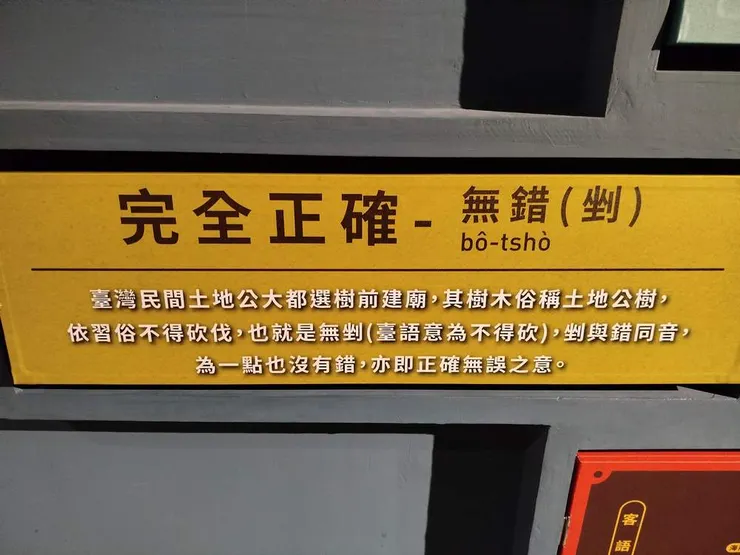 完全正確- 無錯(剉)
bô-tshò
臺灣民間土地公大都選樹前建廟，其樹木俗稱土地公樹，
依習俗不得砍伐，也就是無剉(臺語意為不得砍)，剉與錯同音，
為一點也沒有錯，亦即正確無誤之意。
客語